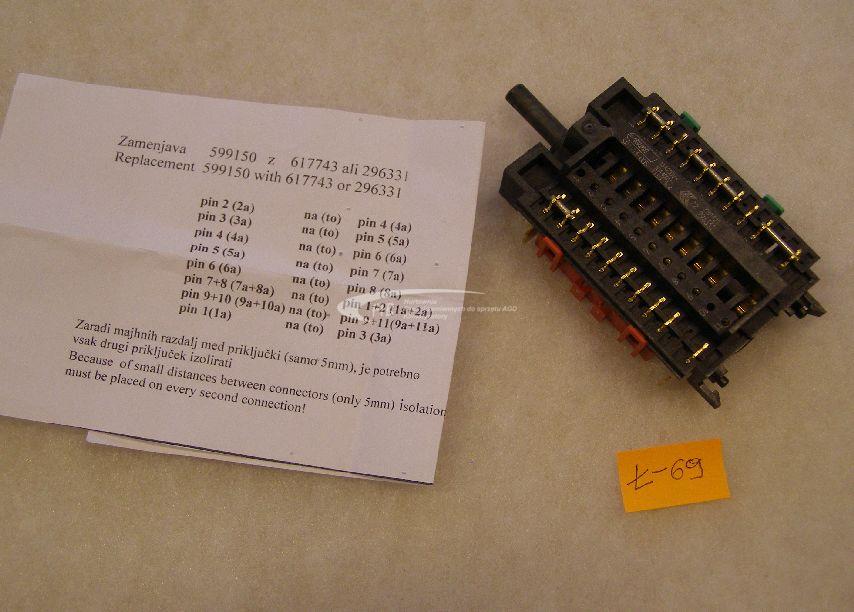 Zamenjava 599150 z 617743 ali 296331
Replacement 599150 with 617743 or 296331
pin 2 (2a) na (to) pin 4 (4a)
pin 3 (3a) na (to) pin 5 (5a)
pin 4 (4a) na (to) pin 6 (6a)
pin 5 (5a) na (to) pin 7 (7a)
pin 6 (6a) na (to) pin 8 (8a)
pin 7+8 (7a+8a) na (to) pin 1+2 (1a+2a)
pin 9+10 (9a+10a) na (to) pin 9+11(9a+11a)
pin 1(1a) na (to) pin 3 (3a)
Zaradi majhnih razdalj med priključki (samo 5mm), je potrebno
vsak drugi priključek izolirati
Because of small distances between connectors (only 5mm) isolation
must be placed on every second connection!
Hurtownia
do sprzętu AGD
Ł-69